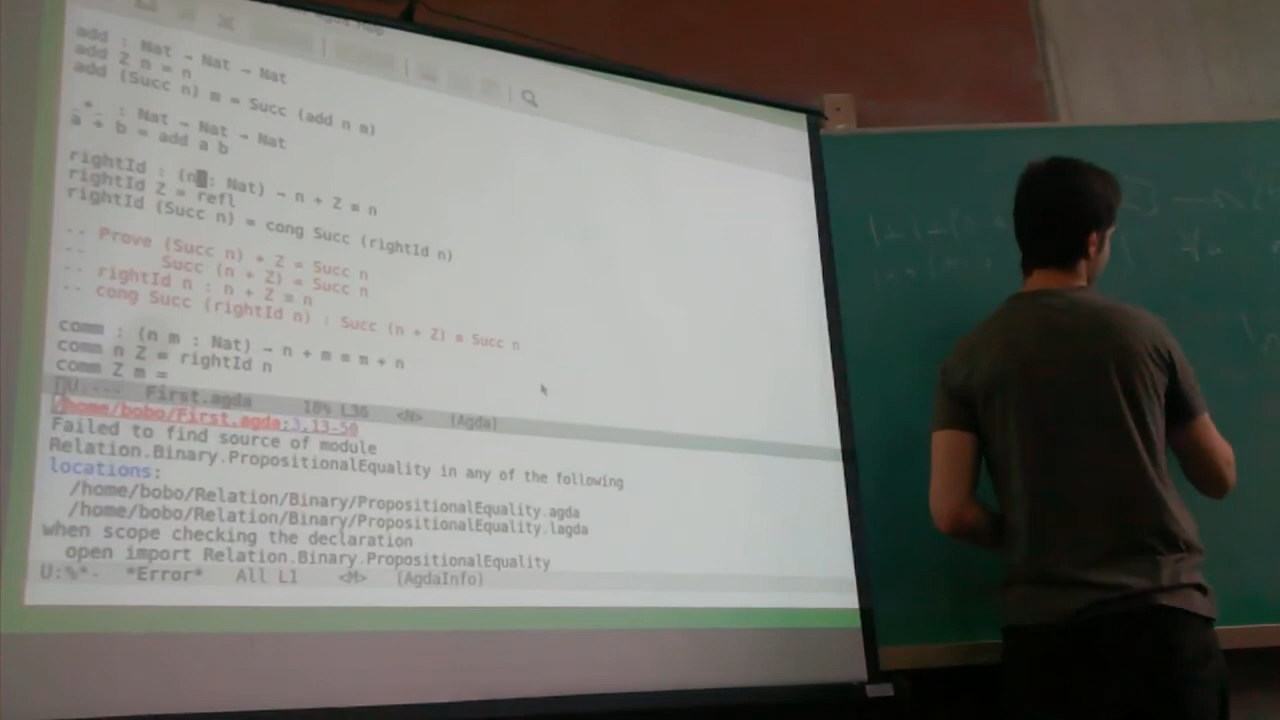 add : Nat → Nat → Nat
add Z n = n
add (Succ n) m = Succ (add n m)
_+_ : Nat → Nat → Nat
a + b = add a b
rightId : (n : Nat) → n + Z ≡ n
rightId Z = refl
rightId (Succ n) = cong Succ (rightId n)
-- Prove (Succ n) + Z = Succ n
-- Succ (n + Z) = Succ n
-- rightId n : n + Z = n
-- cong Succ (rightId n) : Succ (n + Z) ≡ Succ n
comm : (n m : Nat) → n + m ≡ m + n
comm n Z = rightId n
comm Z m =
U:--- First.agda 18% L36 <N> (Agda)
/home/bobo/First.agda:3,13-50
Failed to find source of module
Relation.Binary.PropositionalEquality in any of the following
locations:
/home/bobo/Relation/Binary/PropositionalEquality.agda
/home/bobo/Relation/Binary/PropositionalEquality.lagda
when scope checking the declaration
open import Relation.Binary.PropositionalEquality
U:%*- *Error* All L1 <M> (AgdaInfo)